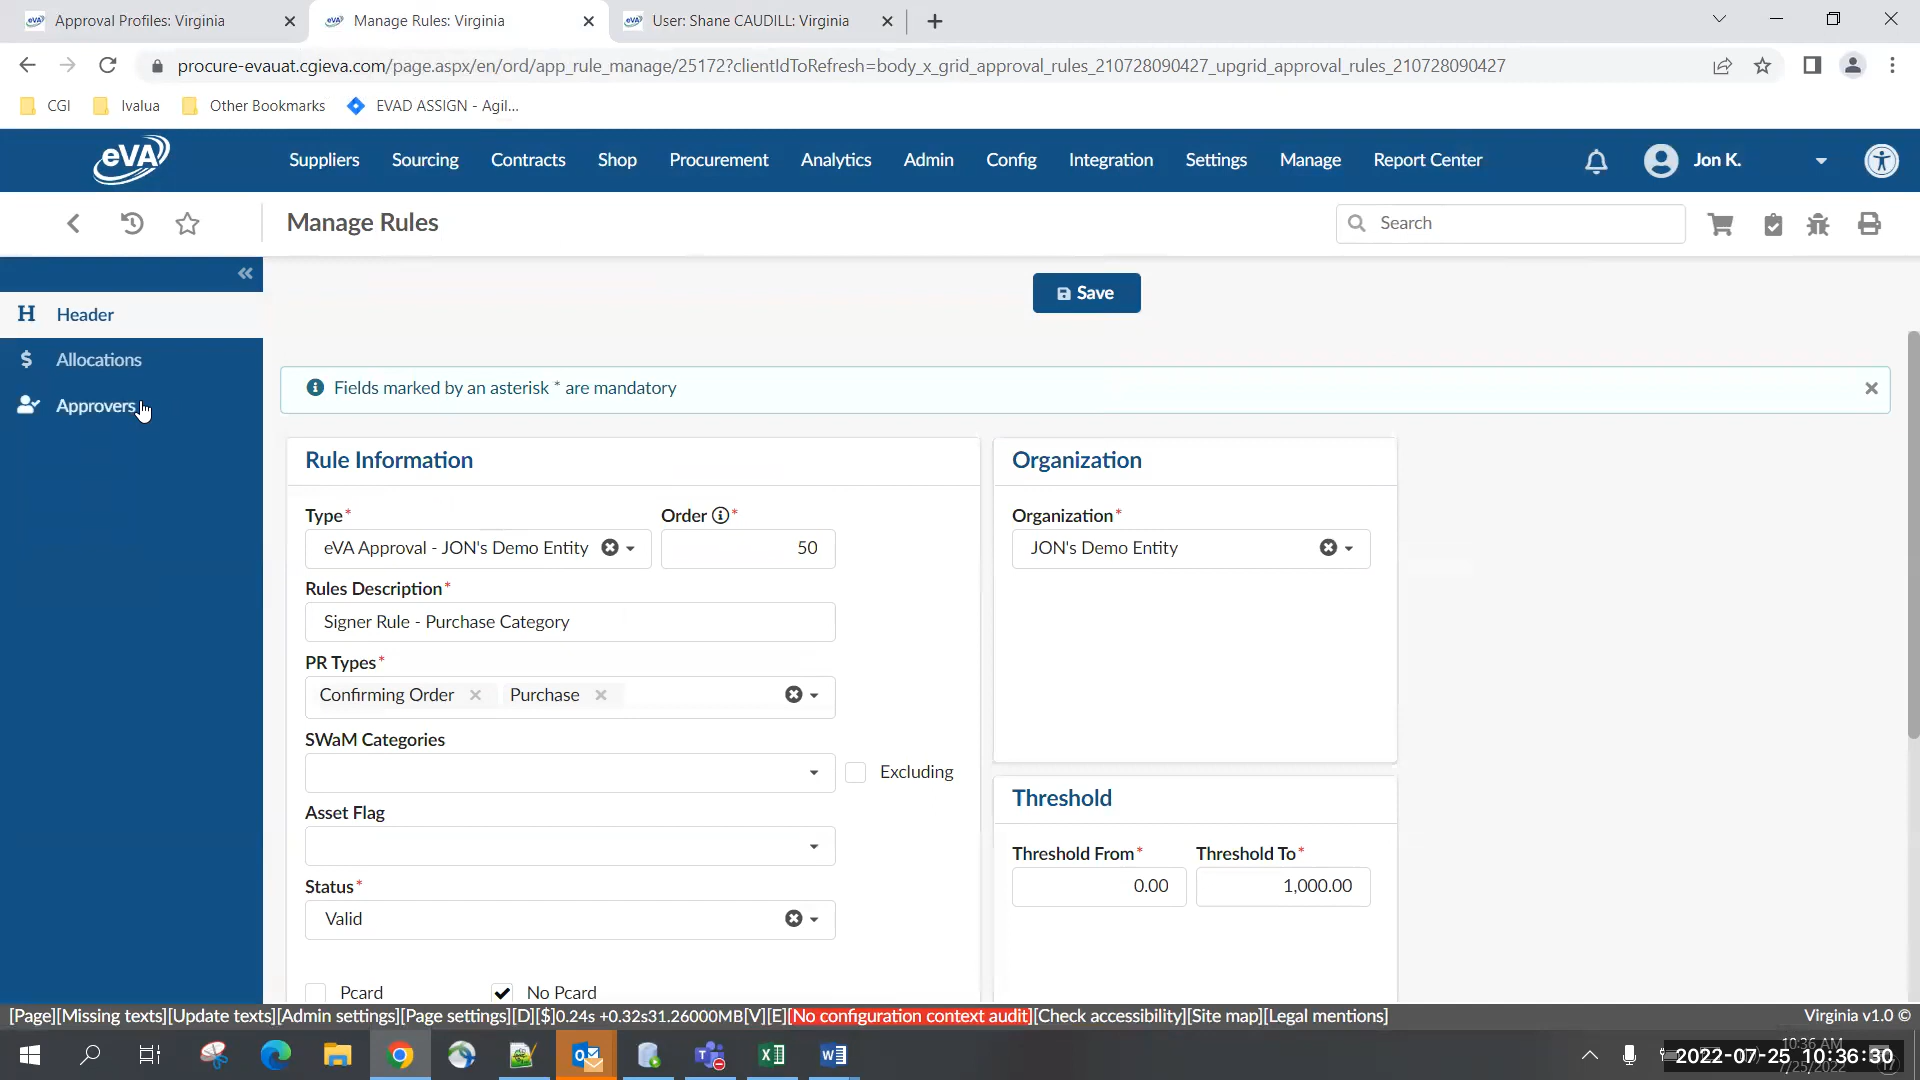 Approval Profiles: Virginia
Manage Rules: Virginia
User: Shane CAUDILL: Virginia
procure-evauat.cgieva.com/page.aspx/en/ord/app_rule_manage/25172?clientIdToRefresh=body_x_grid_approval_rules_210728090427_upgrid_approval_rules_210728090427
CGI
Ivalua
Other Bookmarks
EVAD ASSIGN - Agil...
eVA
Suppliers
Sourcing
Contracts
Shop
Procurement
Analytics
Admin
Config
Integration
Settings
Manage
Report Center
Jon K.
Manage Rules
Search
Save
H Header
$ Allocations
Approvers
Fields marked by an asterisk * are mandatory
Rule Information
Type*
Order *
eVA Approval - JON's Demo Entity
50
Rules Description*
Signer Rule - Purchase Category
PR Types*
Confirming Order
Purchase
SWaM Categories
Excluding
Asset Flag
Status*
Valid
Pcard
No Pcard
Organization
Organization*
JON's Demo Entity
Threshold
Threshold From*
Threshold To*
0.00
1,000.00
[Page][Missing texts][Update texts][Admin settings][Page settings][D][$]0.24s +0.32s31.26000MB[V][E][No configuration context audit][Check accessibility][Site map][Legal mentions]
Virginia v1.0 ©
10:36 AM
2022-07-25 10:36:30
7/25/2022